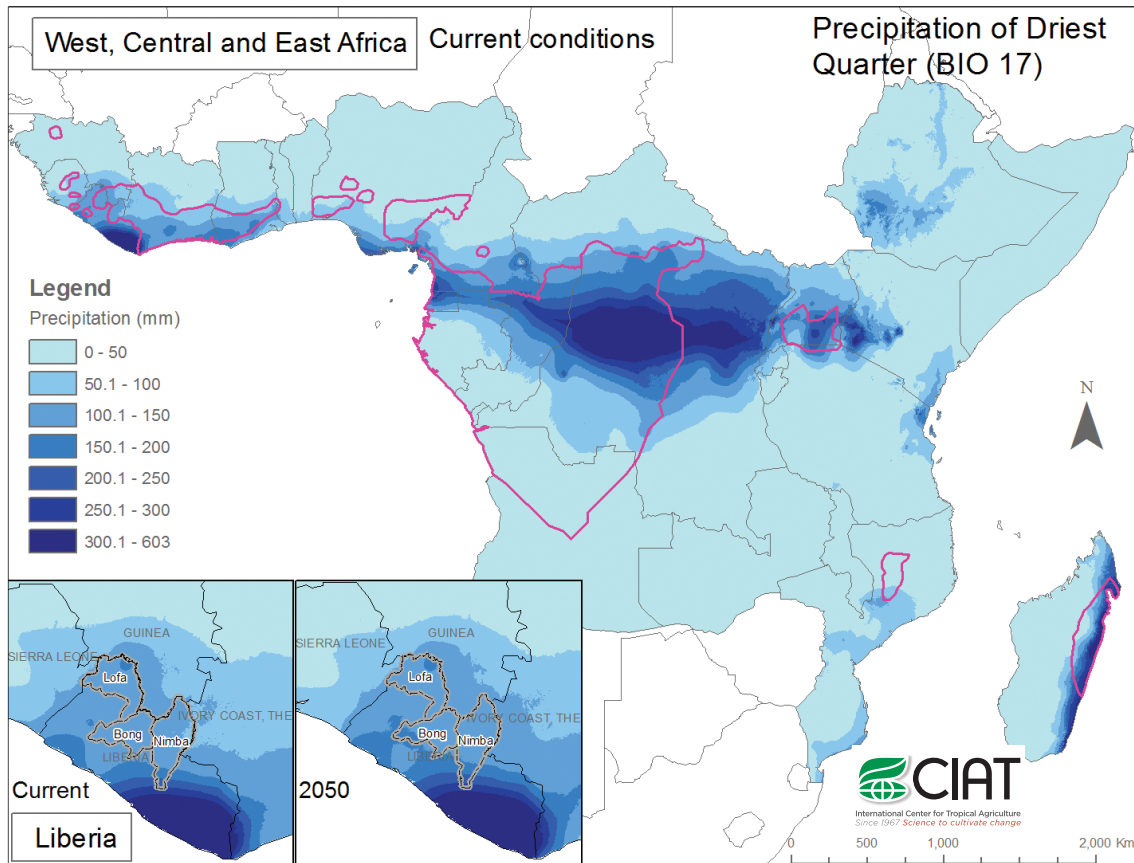 West, Central and East Africa
Current conditions
Precipitation of Driest
Quarter (BIO 17)
Legend
Precipitation (mm)
0 - 50
50.1 - 100
100.1 - 150
150.1 - 200
200.1 - 250
250.1 - 300
300.1 - 603
N
GUINEA
SIERRA LEONE
Lofa
IVORY COAST, THE
Bong
Nimba
LIBERIA
Current
Liberia
GUINEA
SIERRA LEONE
Lofa
IVORY COAST, THE
Bong
Nimba
LIBERIA
2050
CIAT
International Center for Tropical Agriculture
Since 1967 Science to cultivate change
0 500 1,000 2,000 Km